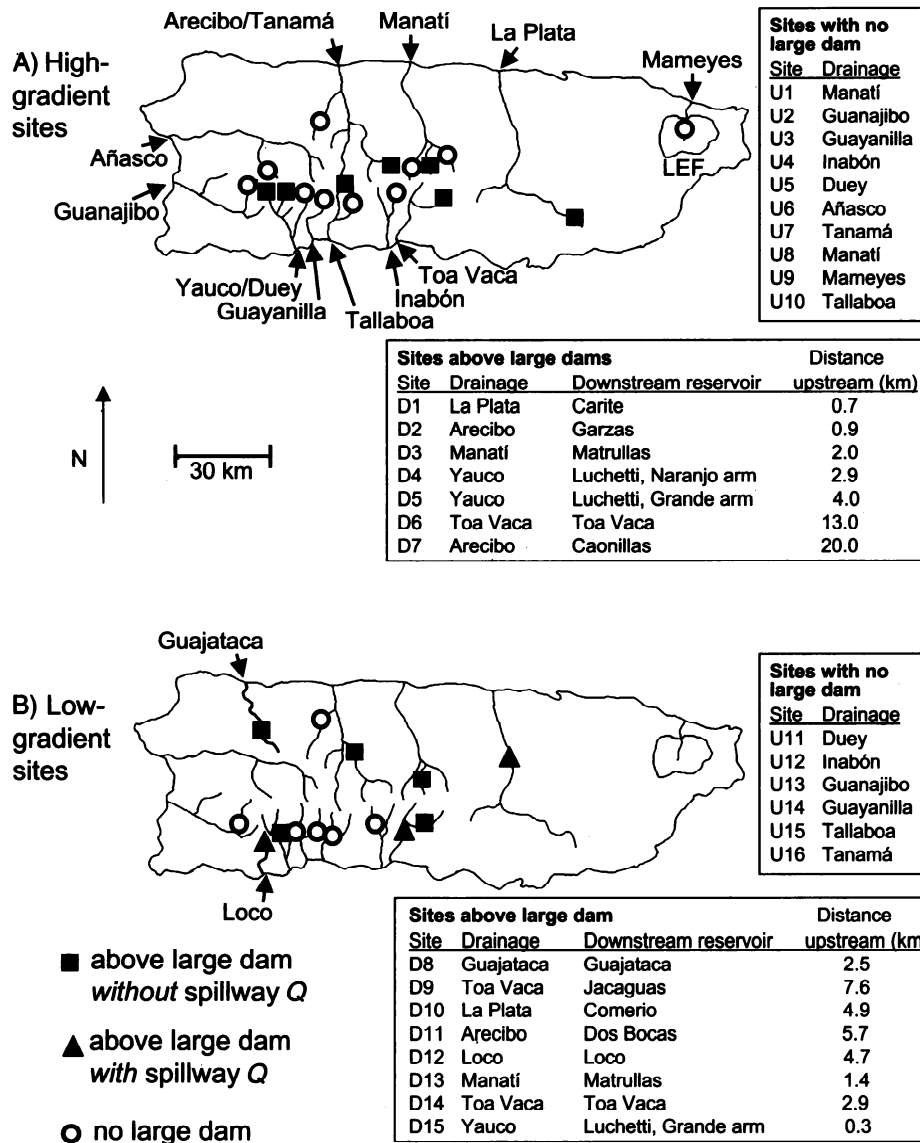 A) High-
gradient
sites
Arecibo/Tanamá
Manatí
La Plata
Mameyes
LEF
Añasco
Guanajibo
Yauco/Duey
Guayanilla
Tallaboa
Inabón
Toa Vaca
Sites with no
large dam
Site Drainage
U1 Manatí
U2 Guanajibo
U3 Guayanilla
U4 Inabón
U5 Duey
U6 Añasco
U7 Tanamá
U8 Manatí
U9 Mameyes
U10 Tallaboa
Sites above large dams Distance
Site Drainage Downstream reservoir upstream (km)
D1 La Plata Carite 0.7
D2 Arecibo Garzas 0.9
D3 Manatí Matrullas 2.0
D4 Yauco Luchetti, Naranjo arm 2.9
D5 Yauco Luchetti, Grande arm 4.0
D6 Toa Vaca Toa Vaca 13.0
D7 Arecibo Caonillas 20.0
N
30 km
B) Low-
gradient
sites
Guajataca
Loco
Sites with no
large dam
Site Drainage
U11 Duey
U12 Inabón
U13 Guanajibo
U14 Guayanilla
U15 Tallaboa
U16 Tanamá
Sites above large dam Distance
Site Drainage Downstream reservoir upstream (km
D8 Guajataca Guajataca 2.5
D9 Toa Vaca Jacaguas 7.6
D10 La Plata Comerio 4.9
D11 Arecibo Dos Bocas 5.7
D12 Loco Loco 4.7
D13 Manatí Matrullas 1.4
D14 Toa Vaca Toa Vaca 2.9
D15 Yauco Luchetti, Grande arm 0.3
above large dam
without spillway Q
above large dam
with spillway Q
no large dam